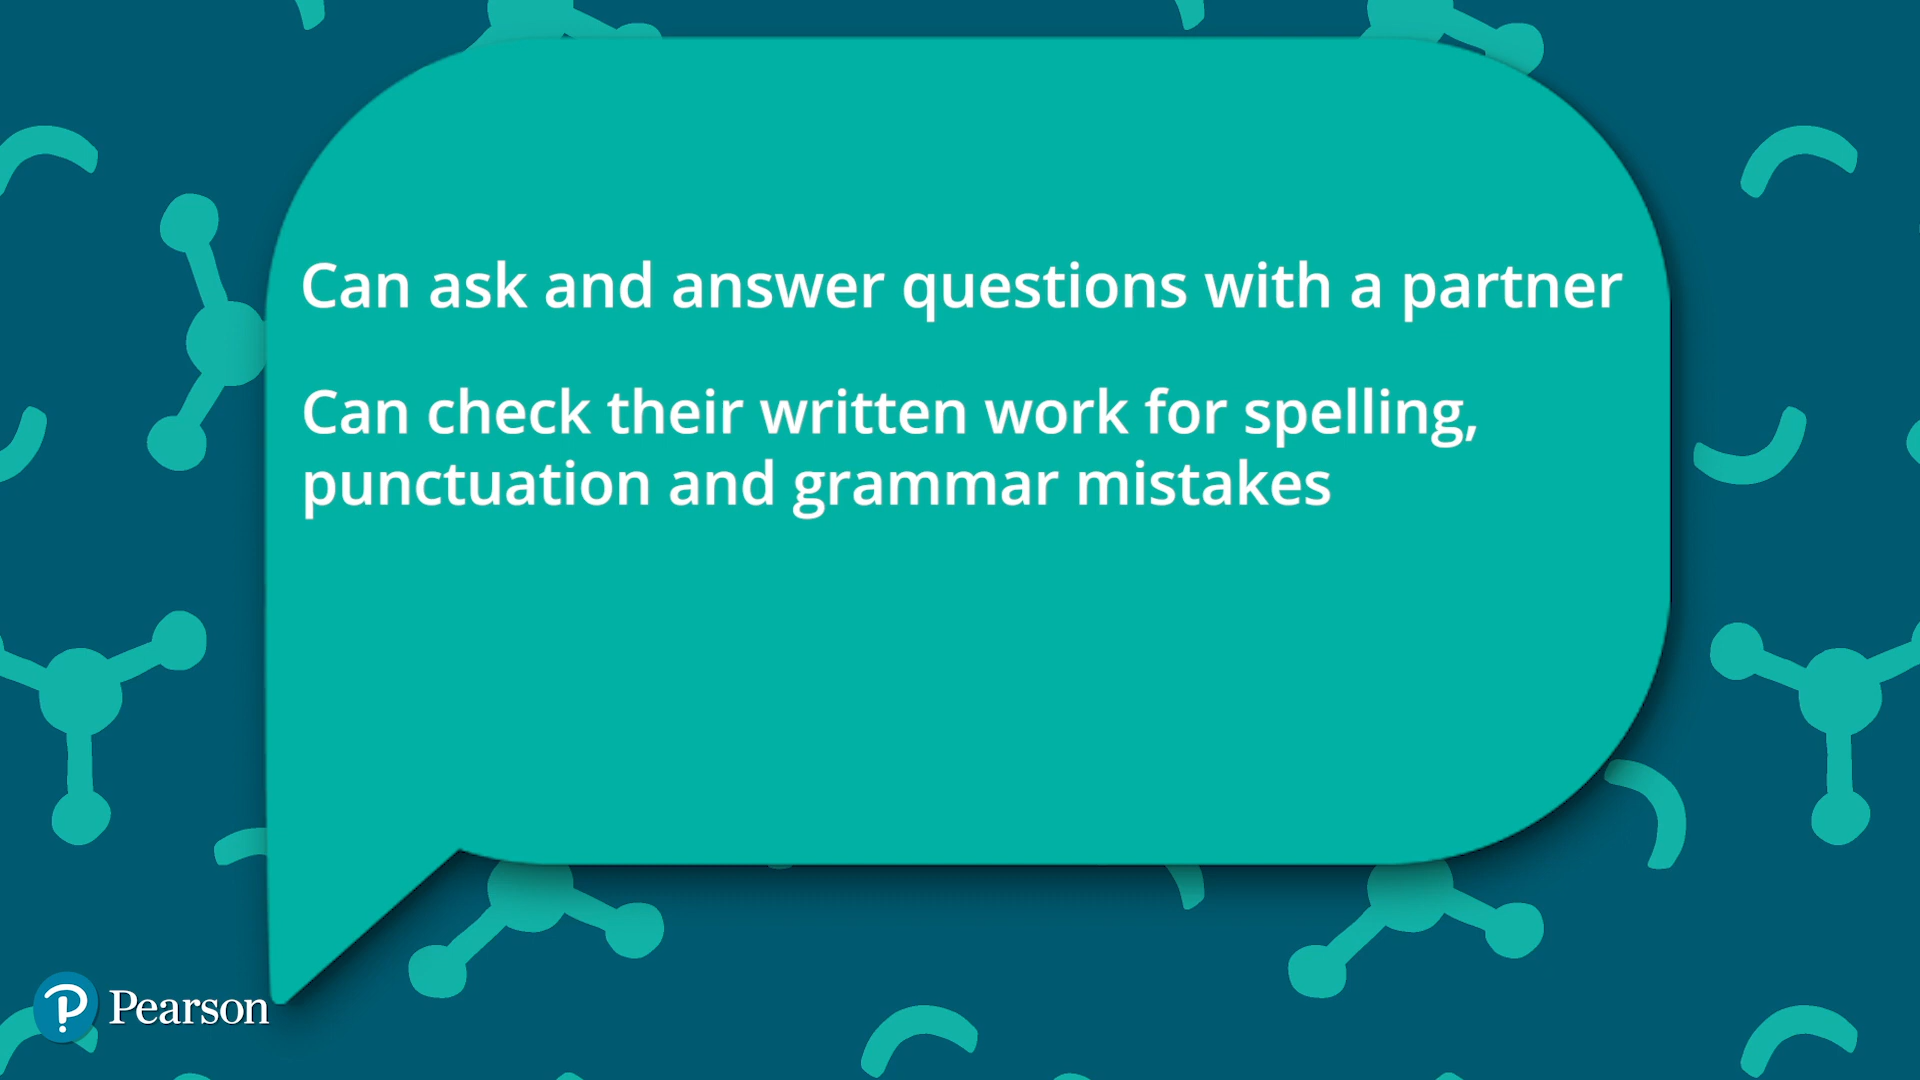 Can ask and answer questions with a partner
Can check their written work for spelling,
punctuation and grammar mistakes
Pearson